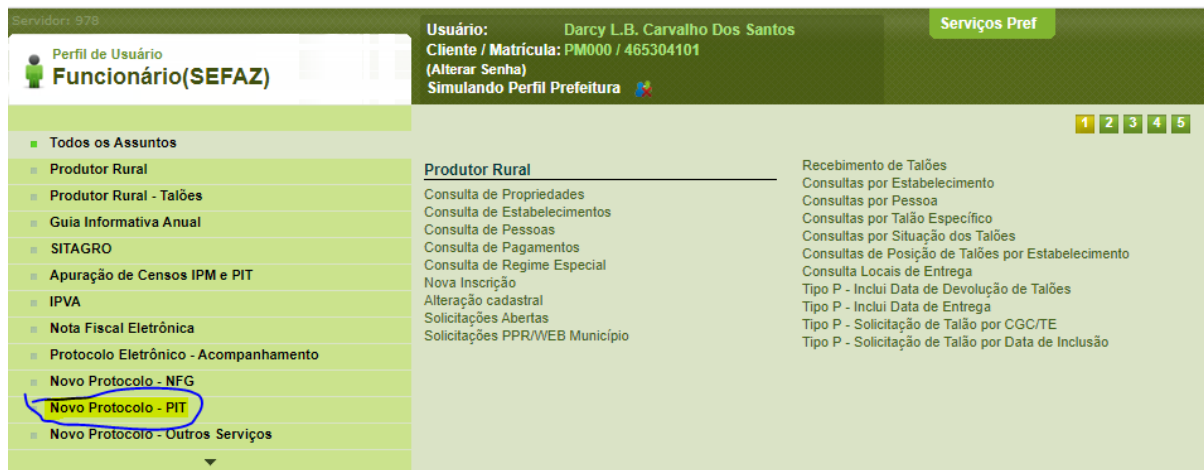 Servidor: 978
Perfil de Usuário
Funcionário(SEFAZ)
Usuário: Darcy L.B. Carvalho Dos Santos
Cliente / Matrícula: PM000 / 465304101
(Alterar Senha)
Simulando Perfil Prefeitura
Serviços Pref
1 2 3 4 5
Todos os Assuntos
Produtor Rural
Produtor Rural - Talões
Guia Informativa Anual
SITAGRO
Apuração de Censos IPM e PIT
IPVA
Nota Fiscal Eletrônica
Protocolo Eletrônico - Acompanhamento
Novo Protocolo - NFG
Novo Protocolo - PIT
Novo Protocolo - Outros Serviços
Produtor Rural
Consulta de Propriedades
Consulta de Estabelecimentos
Consulta de Pessoas
Consulta de Pagamentos
Consulta de Regime Especial
Nova Inscrição
Alteração cadastral
Solicitações Abertas
Solicitações PPR/WEB Município
Recebimento de Talões
Consultas por Estabelecimento
Consultas por Pessoa
Consultas por Talão Específico
Consultas por Situação dos Talões
Consultas de Posição de Talões por Estabelecimento
Consulta Locais de Entrega
Tipo P - Inclui Data de Devolução de Talões
Tipo P - Inclui Data de Entrega
Tipo P - Solicitação de Talão por CGC/TE
Tipo P - Solicitação de Talão por Data de Inclusão